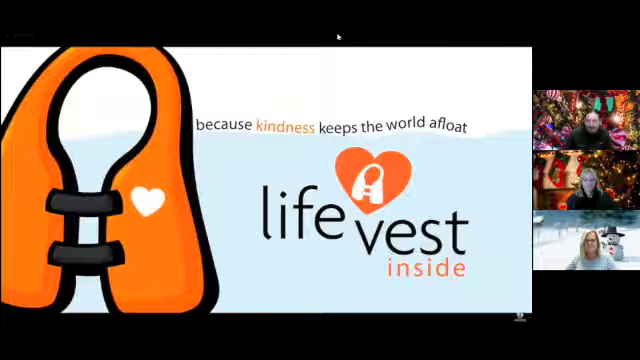 because kindness keeps the world afloat
life vest
inside